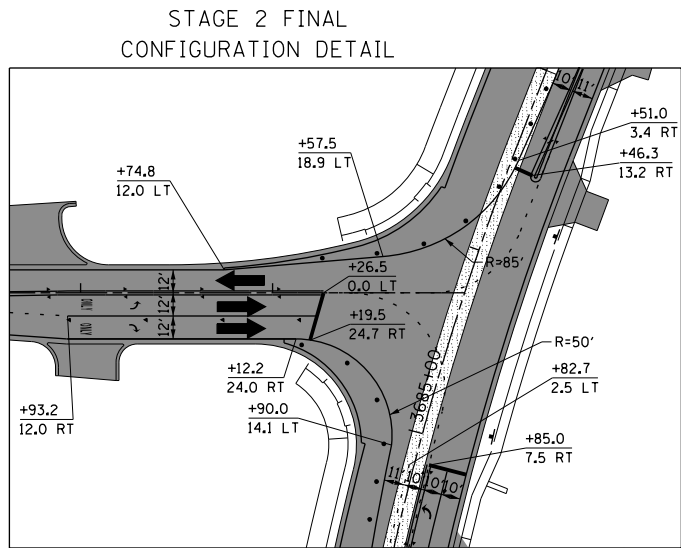 STAGE 2 FINAL
CONFIGURATION DETAIL
10' 11'
+51.0
3.4 RT
+57.5
18.9 LT
+46.3
13.2 RT
+74.8
12.0 LT
R=85'
+26.5
0.0 LT
12'
12'
12'
ONLY
ONLY
+19.5
24.7 RT
R=50'
+12.2
24.0 RT
3685+00
+82.7
2.5 LT
+93.2
12.0 RT
+90.0
14.1 LT
+85.0
7.5 RT
11' 10' 10' 10'